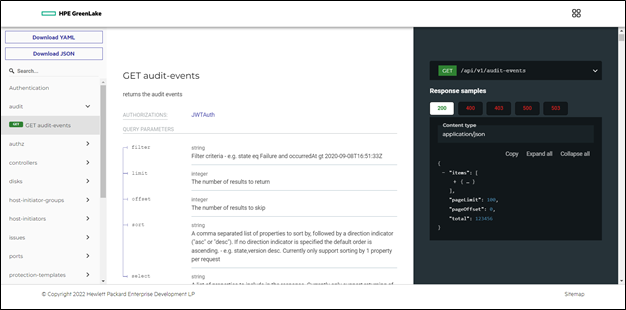 HPE GreenLake
Download YAML
Download JSON
Search...
Authentication
audit
GET GET audit-events
authz
controllers
disks
host-initiator-groups
host-initiators
issues
ports
protection-templates
GET audit-events
returns the audit events
AUTHORIZATIONS: JWTAuth
QUERY PARAMETERS
filter string
Filter criteria - e.g. state eq Failure and occurredAt gt 2020-09-08T16:51:33Z
limit integer
The number of results to return
offset integer
The number of results to skip
sort string
A comma separated list of properties to sort by, followed by a direction indicator
("asc" or "desc"). If no direction indicator is specified the default order is
ascending. - e.g. state,version desc. Currently only support sorting by 1 property
per request
select string
GET /api/v1/audit-events
Response samples
200 400 403 500 503
Content type
application/json
Copy Expand all Collapse all
{
− "items": [
+ { … }
],
"pageLimit": 100,
"pageOffset": 0,
"total": 123456
}
© Copyright 2022 Hewlett Packard Enterprise Development LP
Sitemap